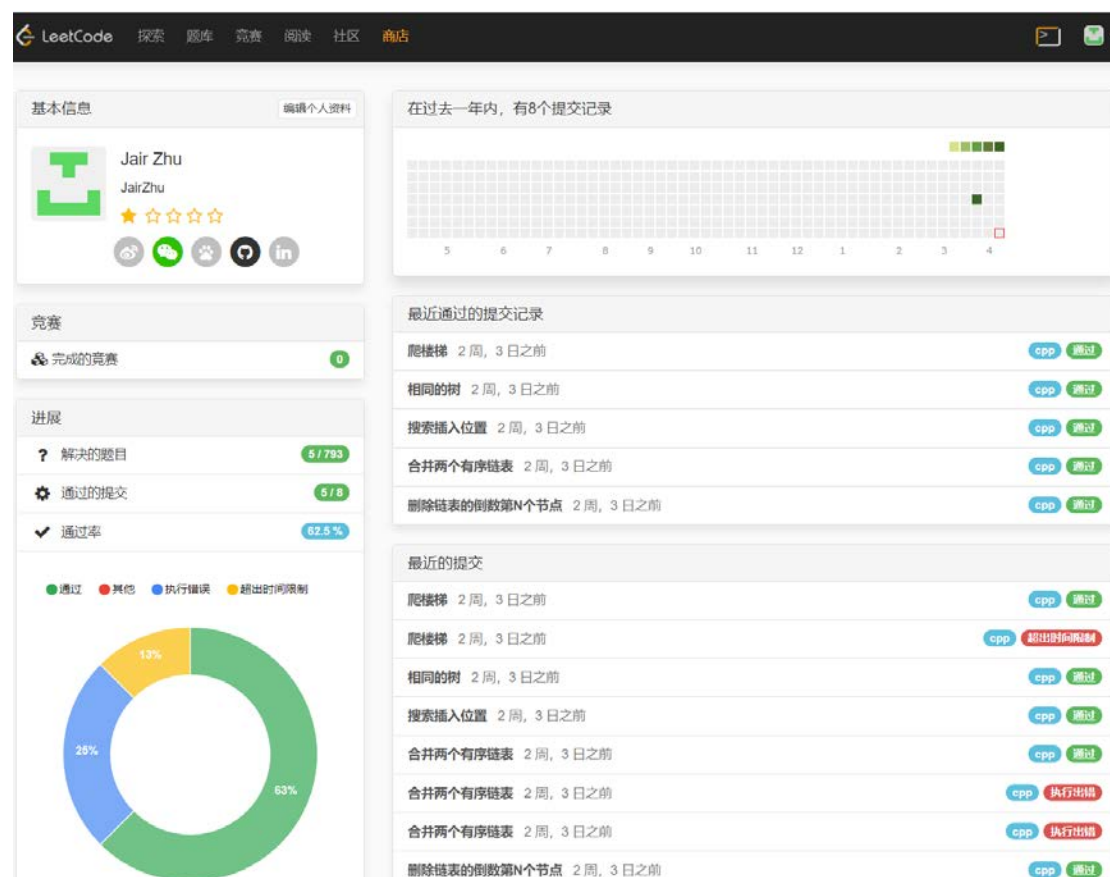 LeetCode 探索 题库 竞赛 阅读 社区 商店
基本信息 编辑个人资料
Jair Zhu
JairZhu
竞赛
完成的竞赛 0
进展
? 解决的题目 5 / 793
通过的提交 5 / 8
通过率 62.5 %
通过 其他 执行错误 超出时间限制
13%
25%
63%
在过去一年内，有8个提交记录
5 6 7 8 9 10 11 12 1 2 3 4
最近通过的提交记录
爬楼梯 2 周, 3 日之前 cpp 通过
相同的树 2 周, 3 日之前 cpp 通过
搜索插入位置 2 周, 3 日之前 cpp 通过
合并两个有序链表 2 周, 3 日之前 cpp 通过
删除链表的倒数第N个节点 2 周, 3 日之前 cpp 通过
最近的提交
爬楼梯 2 周, 3 日之前 cpp 通过
爬楼梯 2 周, 3 日之前 cpp 超出时间限制
相同的树 2 周, 3 日之前 cpp 通过
搜索插入位置 2 周, 3 日之前 cpp 通过
合并两个有序链表 2 周, 3 日之前 cpp 通过
合并两个有序链表 2 周, 3 日之前 cpp 执行出错
合并两个有序链表 2 周, 3 日之前 cpp 执行出错
删除链表的倒数第N个节点 2 周, 3 日之前 cpp 通过